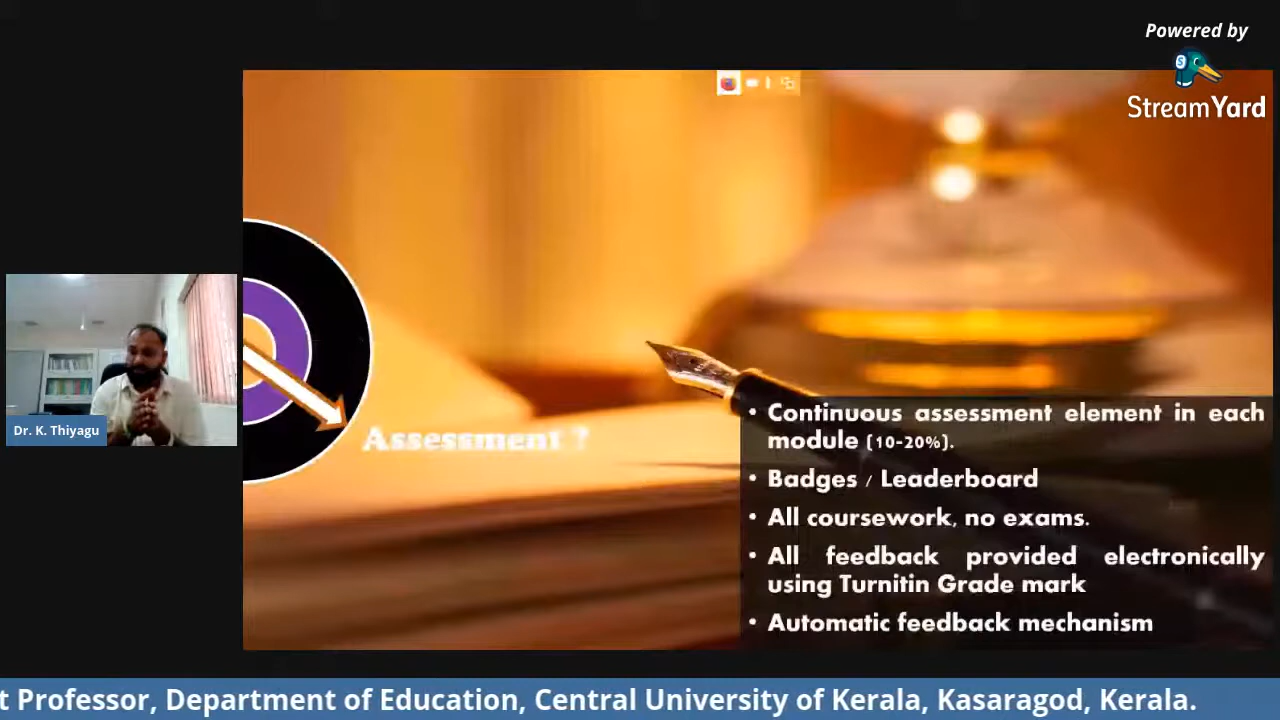 Powered by
StreamYard
Dr. K. Thiyagu
Assessment ?
• Continuous assessment element in each
module (10-20%).
• Badges / Leaderboard
• All coursework, no exams.
• All feedback provided electronically
using Turnitin Grade mark
• Automatic feedback mechanism
t Professor, Department of Education, Central University of Kerala, Kasaragod, Kerala.